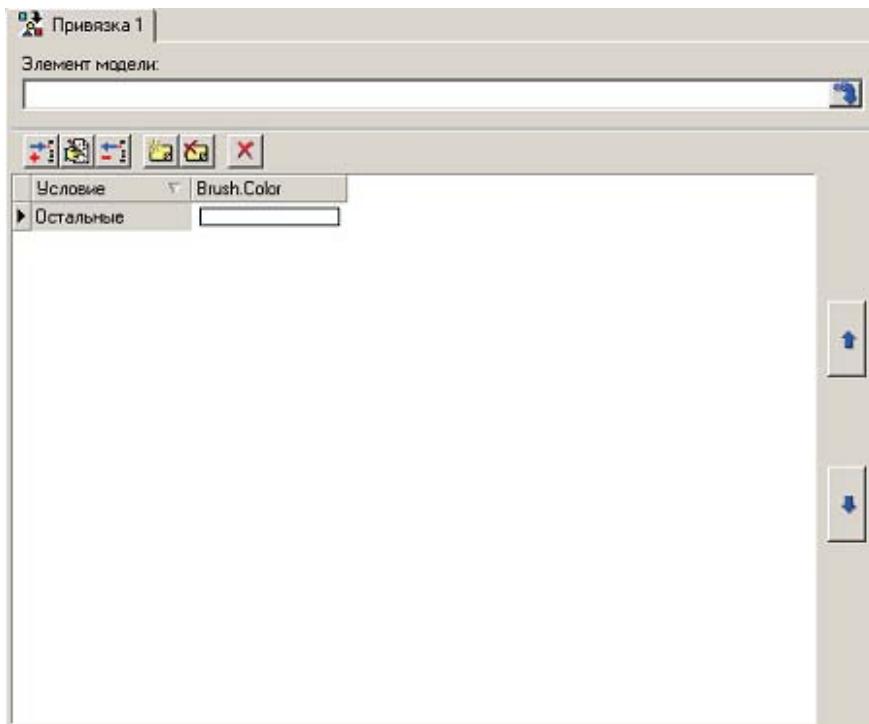 Привязка 1
Элемент модели:
Условие Brush.Color
Остальные